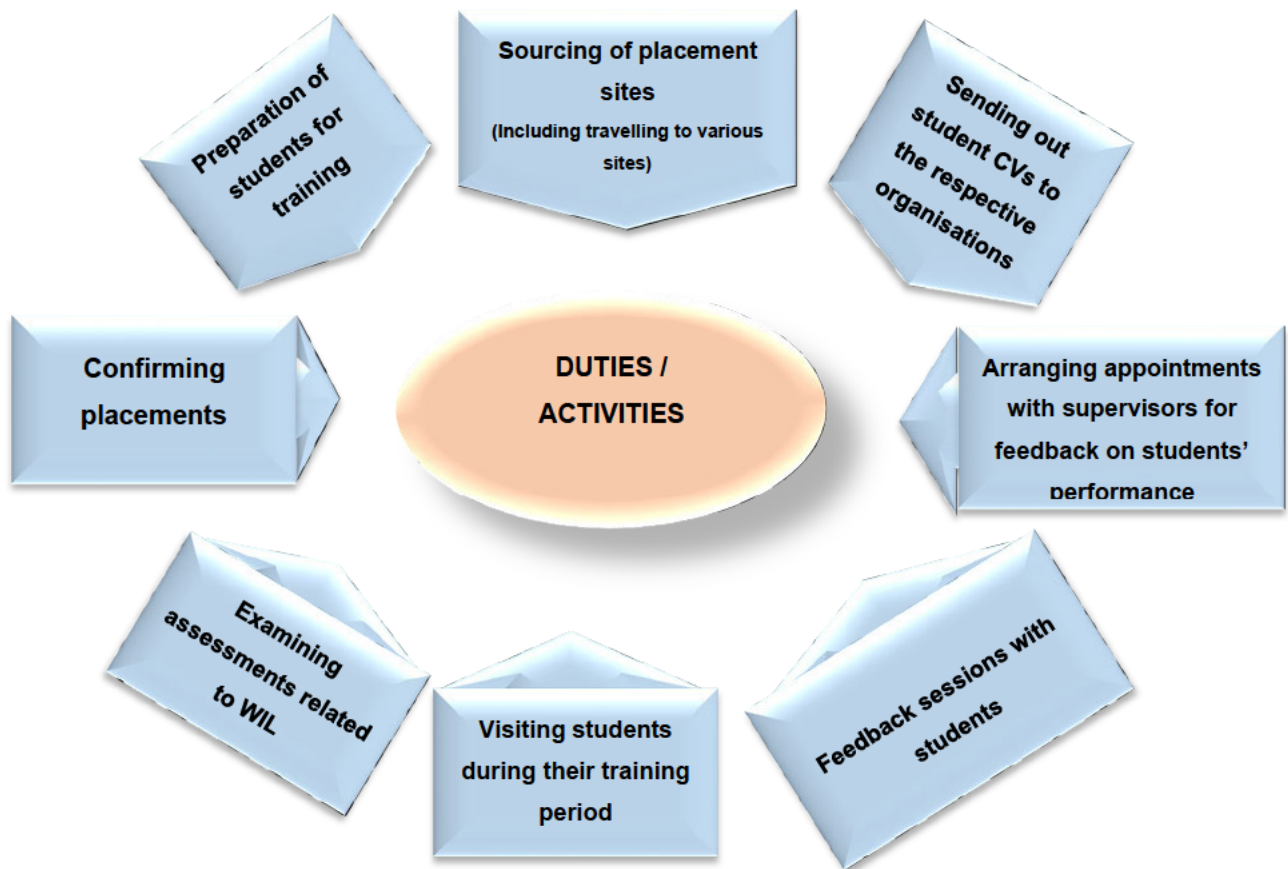 Preparation of
students for
training
Sourcing of placement
sites
(Including travelling to various
sites)
Sending out
student CVs to
the respective
organisations
Confirming
placements
DUTIES /
ACTIVITIES
Arranging appointments
with supervisors for
feedback on students’
performance
Examining
assessments related
to WIL
Visiting students
during their training
period
Feedback sessions with
students